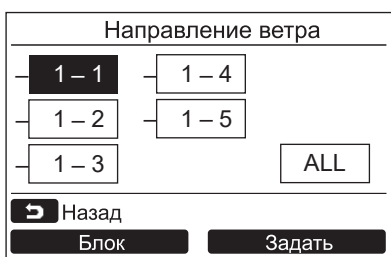 Направление ветра
1 – 1
1 – 4
1 – 2
1 – 5
1 – 3
ALL
Назад
Блок
Задать